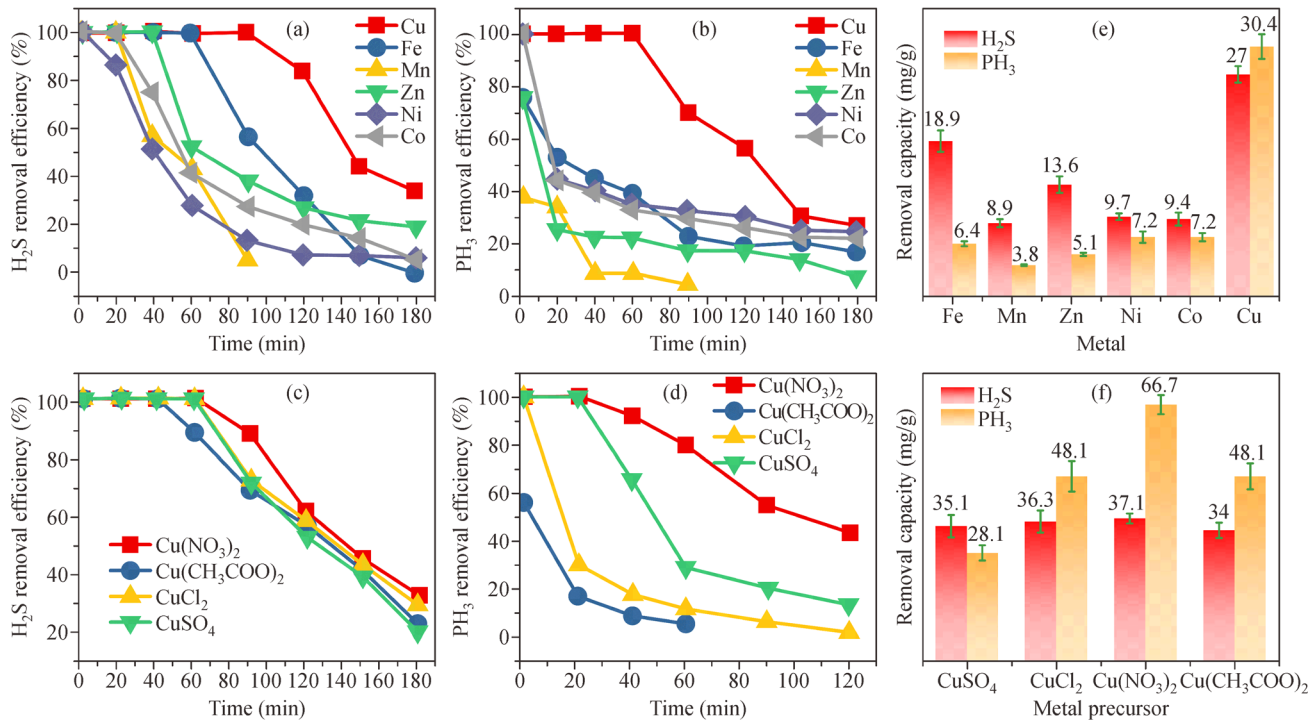 (a)
H₂S removal efficiency (%)
100
80
60
40
20
0
Cu
Fe
Mn
Zn
Ni
Co
0 20 40 60 80 100 120 140 160 180
Time (min)
(b)
PH₃ removal efficiency (%)
100
80
60
40
20
0
Cu
Fe
Mn
Zn
Ni
Co
0 20 40 60 80 100 120 140 160 180
Time (min)
(e)
Removal capacity (mg/g)
H₂S
PH₃
18.9
6.4
8.9
3.8
13.6
5.1
9.7
7.2
9.4
7.2
27
30.4
Fe Mn Zn Ni Co Cu
Metal
(c)
H₂S removal efficiency (%)
100
80
60
40
20
Cu(NO₃)₂
Cu(CH₃COO)₂
CuCl₂
CuSO₄
0 20 40 60 80 100 120 140 160 180
Time (min)
(d)
PH₃ removal efficiency (%)
100
80
60
40
20
0
Cu(NO₃)₂
Cu(CH₃COO)₂
CuCl₂
CuSO₄
0 20 40 60 80 100 120
Time (min)
(f)
Removal capacity (mg/g)
H₂S
PH₃
35.1
28.1
36.3
48.1
37.1
66.7
34
48.1
CuSO₄ CuCl₂ Cu(NO₃)₂ Cu(CH₃COO)₂
Metal precursor